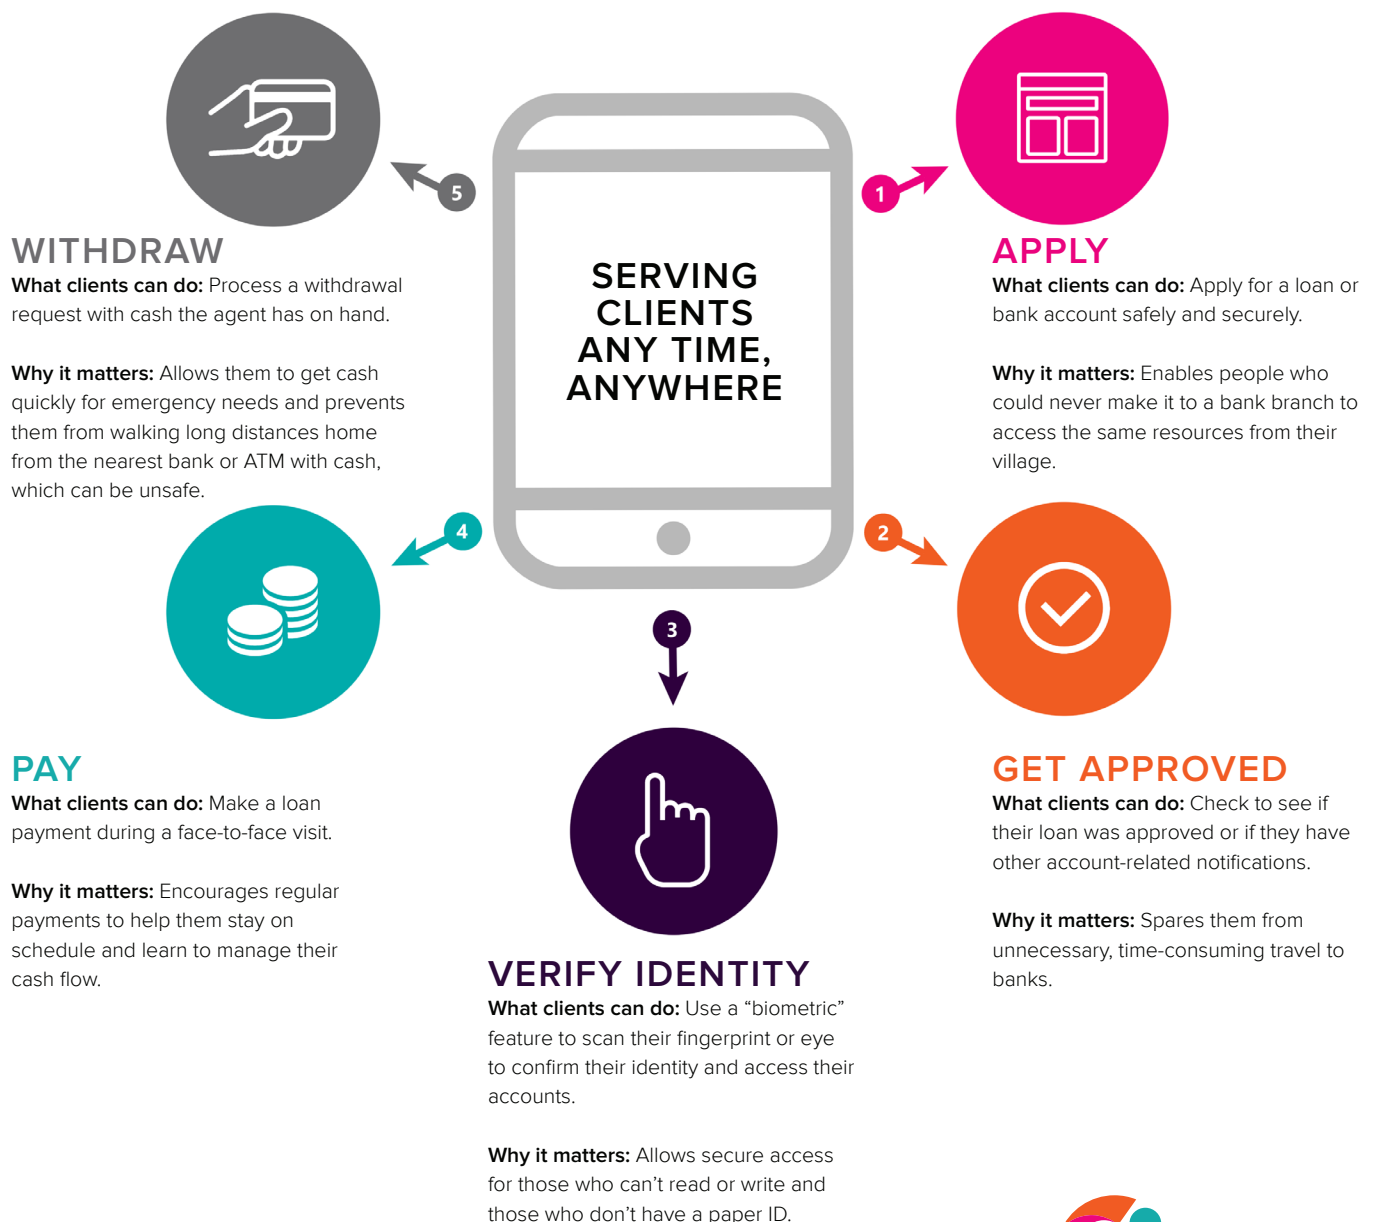 SERVING
CLIENTS
ANY TIME,
ANYWHERE
1
APPLY
What clients can do: Apply for a loan or
bank account safely and securely.
Why it matters: Enables people who
could never make it to a bank branch to
access the same resources from their
village.
2
GET APPROVED
What clients can do: Check to see if
their loan was approved or if they have
other account-related notifications.
Why it matters: Spares them from
unnecessary, time-consuming travel to
banks.
3
VERIFY IDENTITY
What clients can do: Use a “biometric”
feature to scan their fingerprint or eye
to confirm their identity and access their
accounts.
Why it matters: Allows secure access
for those who can’t read or write and
those who don’t have a paper ID.
4
PAY
What clients can do: Make a loan
payment during a face-to-face visit.
Why it matters: Encourages regular
payments to help them stay on
schedule and learn to manage their
cash flow.
5
WITHDRAW
What clients can do: Process a withdrawal
request with cash the agent has on hand.
Why it matters: Allows them to get cash
quickly for emergency needs and prevents
them from walking long distances home
from the nearest bank or ATM with cash,
which can be unsafe.